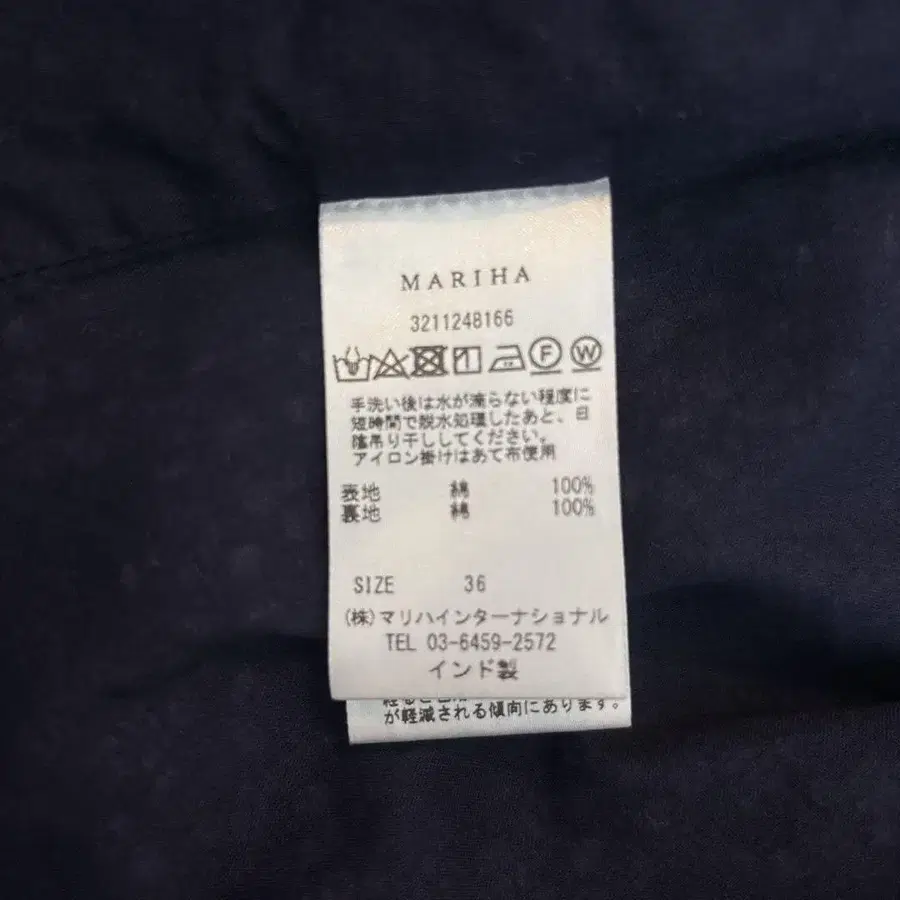 MARIHA
3211248166
F W
手洗い後は水が滴らない程度に
短時間で脱水処理したあと、日
陰吊り干ししてください。
アイロン掛けはあて布使用
表地 綿 100%
裏地 綿 100%
SIZE 36
(株)マリハインターナショナル
TEL 03-6459-2572
インド製
が軽減される傾向にあります。